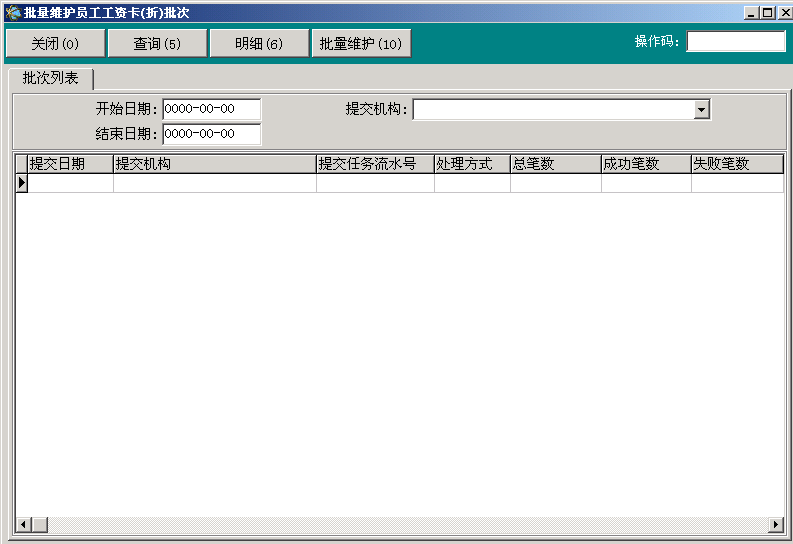 批量维护员工工资卡(折)批次
关闭(0) 查询(5) 明细(6) 批量维护(10) 操作码:
批次列表
开始日期: 0000-00-00 提交机构:
结束日期: 0000-00-00
提交日期 提交机构 提交任务流水号 处理方式 总笔数 成功笔数 失败笔数